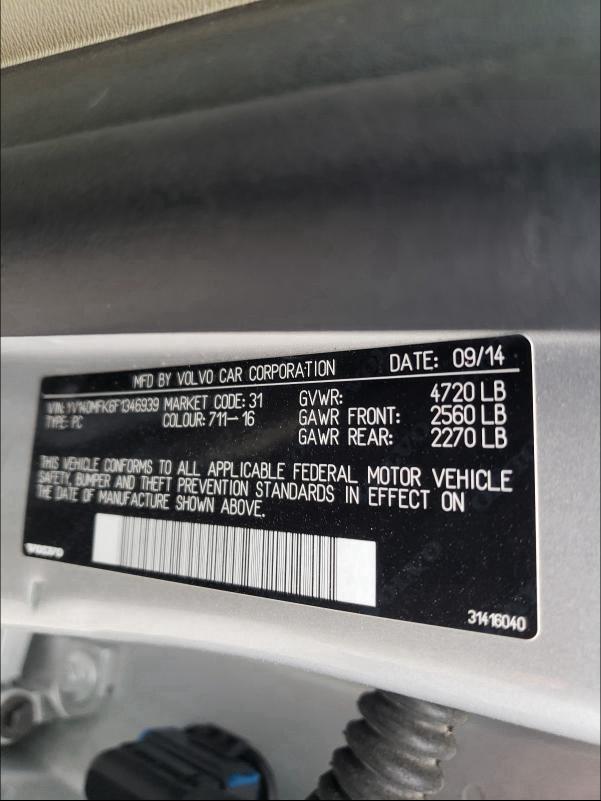 MFD BY VOLVO CAR CORPORATION DATE: 09/14
VIN: YV140MFK6F1346939 MARKET CODE: 31 GVWR: 4720 LB
TYPE: PC COLOUR: 711-16 GAWR FRONT: 2560 LB
GAWR REAR: 2270 LB
THIS VEHICLE CONFORMS TO ALL APPLICABLE FEDERAL MOTOR VEHICLE
SAFETY, BUMPER AND THEFT PREVENTION STANDARDS IN EFFECT ON
THE DATE OF MANUFACTURE SHOWN ABOVE.
VOLVO
31416040